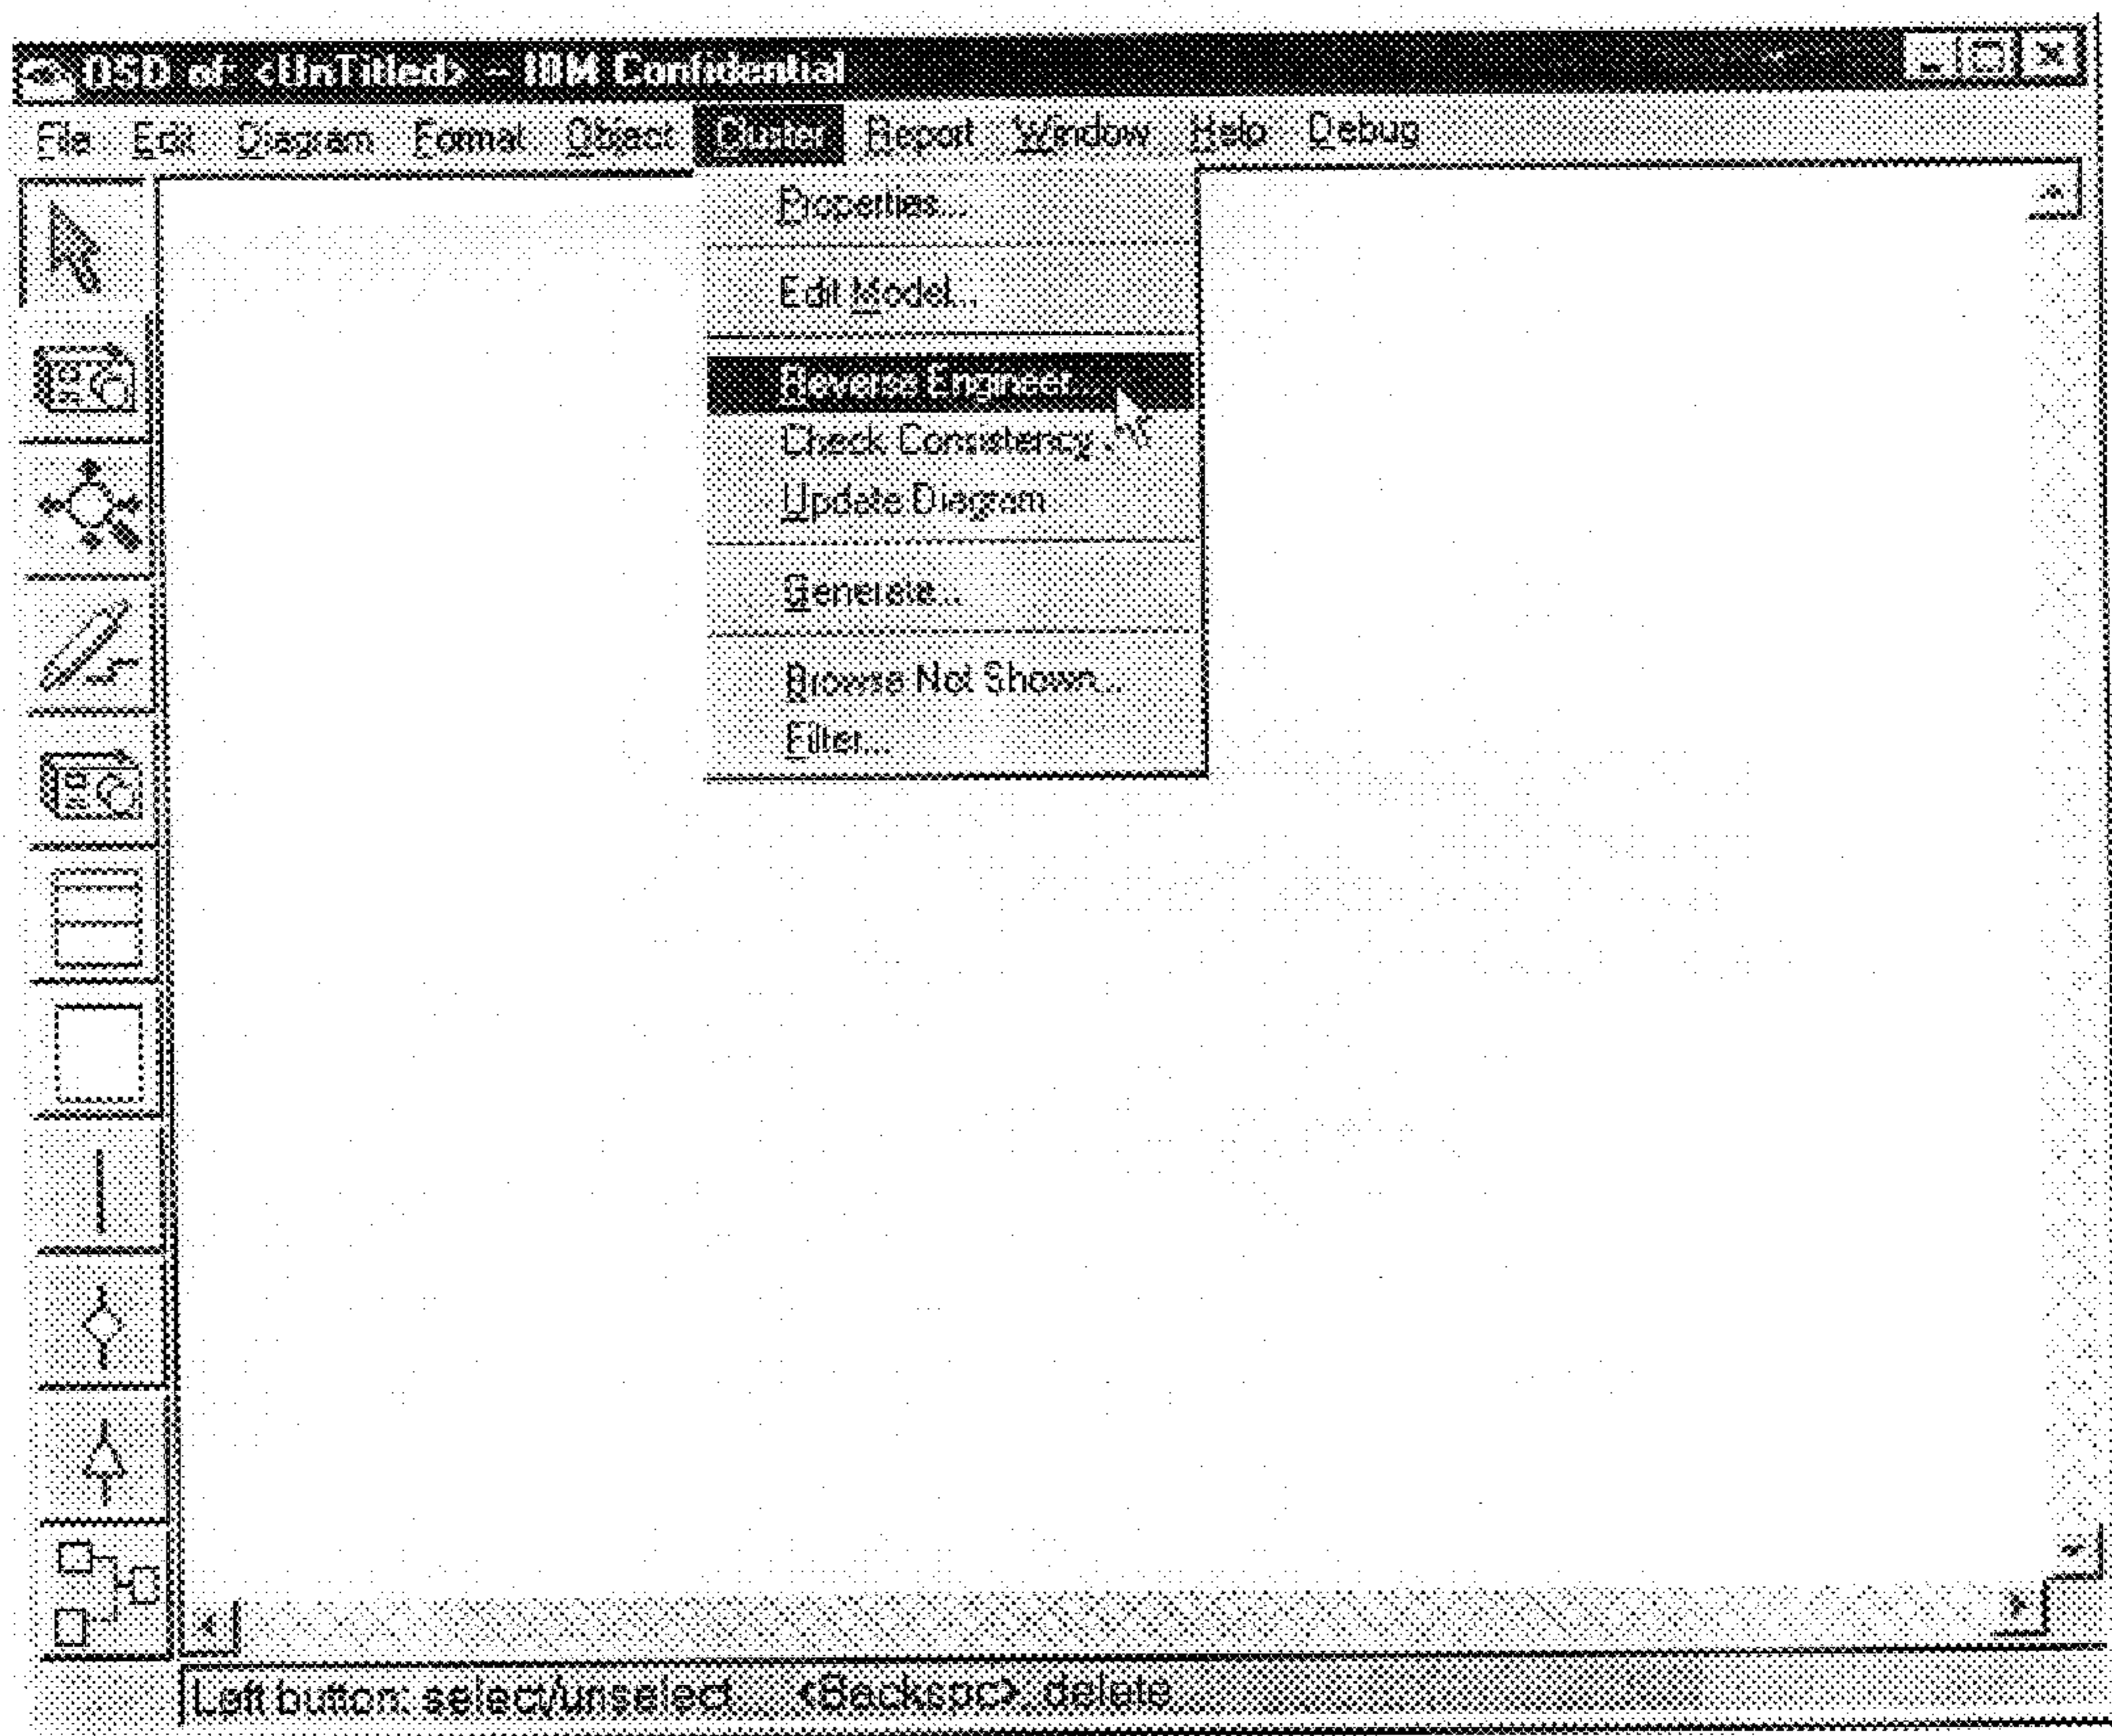 OSD of: <UnTitled> - IBM Confidential
File Edit Diagram Format Object Cluster Report Window Help Debug
Properties...
Edit Model...
Reverse Engineer...
Check Consistency
Update Diagram
Generate...
Browse Not Shown...
Filter...
Left button: select/unselect <Backspc>: delete